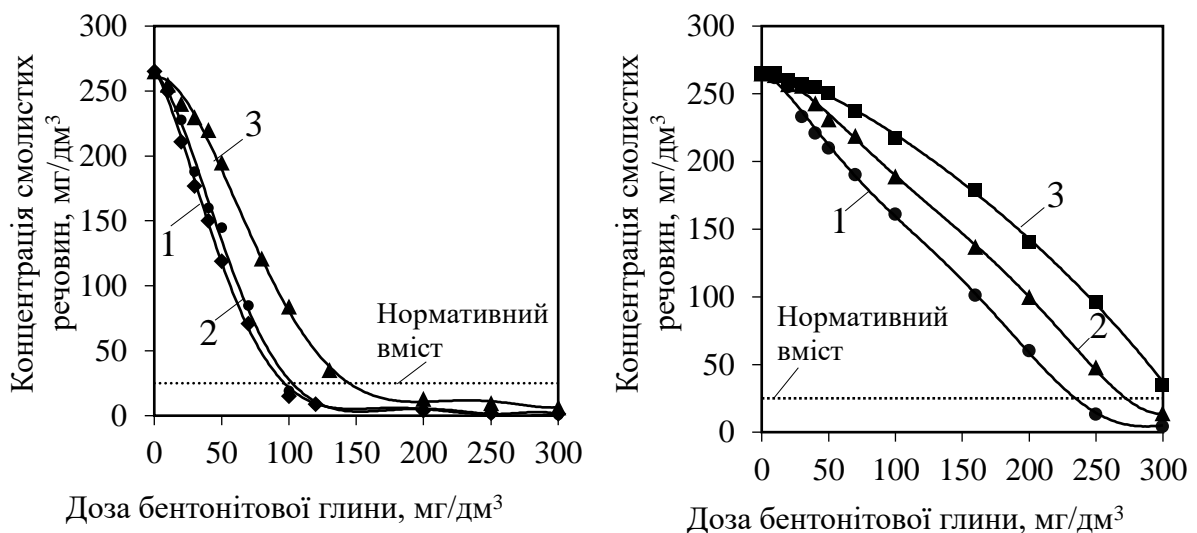 Концентрація смолистих
речовин, мг/дм³
300
250
200
150
100
50
0
3
1
2
Нормативний
вміст
0 50 100 150 200 250 300
Доза бентонітової глини, мг/дм³
Концентрація смолистих
речовин, мг/дм³
300
250
200
150
100
50
0
3
1
2
Нормативний
вміст
0 50 100 150 200 250 300
Доза бентонітової глини, мг/дм³